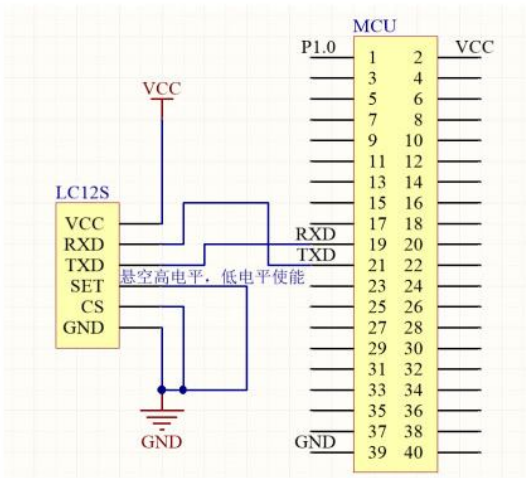 MCU
P1.0 1 2 VCC
3 4
VCC
5 6
7 8
9 10
11 12
13 14
LC12S
15 16
VCC 17 18
RXD RXD 19 20
TXD TXD 21 22
悬空高电平，低电平使能
SET 23 24
CS 25 26
GND 27 28
29 30
31 32
33 34
35 36
37 38
GND GND 39 40